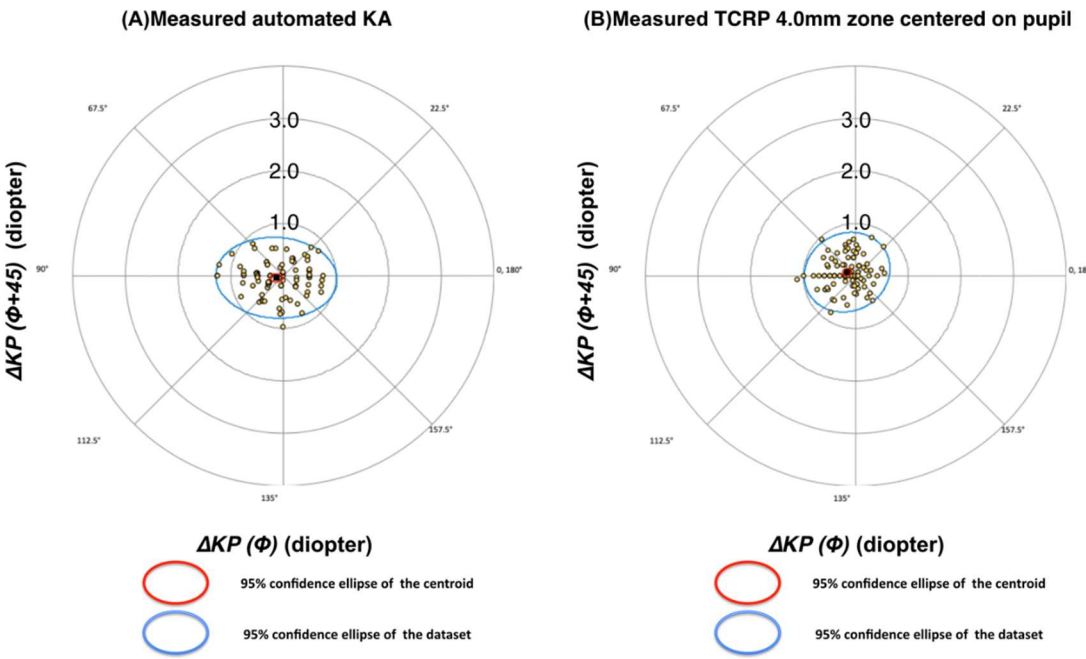 (A)Measured automated KA
(B)Measured TCRP 4.0mm zone centered on pupil
ΔKP (Φ+45) (diopter)
67.5°
22.5°
3.0
2.0
1.0
90°
0, 180°
112.5°
157.5°
135°
ΔKP (Φ) (diopter)
95% confidence ellipse of the centroid
95% confidence ellipse of the dataset
ΔKP (Φ+45) (diopter)
67.5°
22.5°
3.0
2.0
1.0
90°
0, 18
112.5°
157.5°
135°
ΔKP (Φ) (diopter)
95% confidence ellipse of the centroid
95% confidence ellipse of the dataset